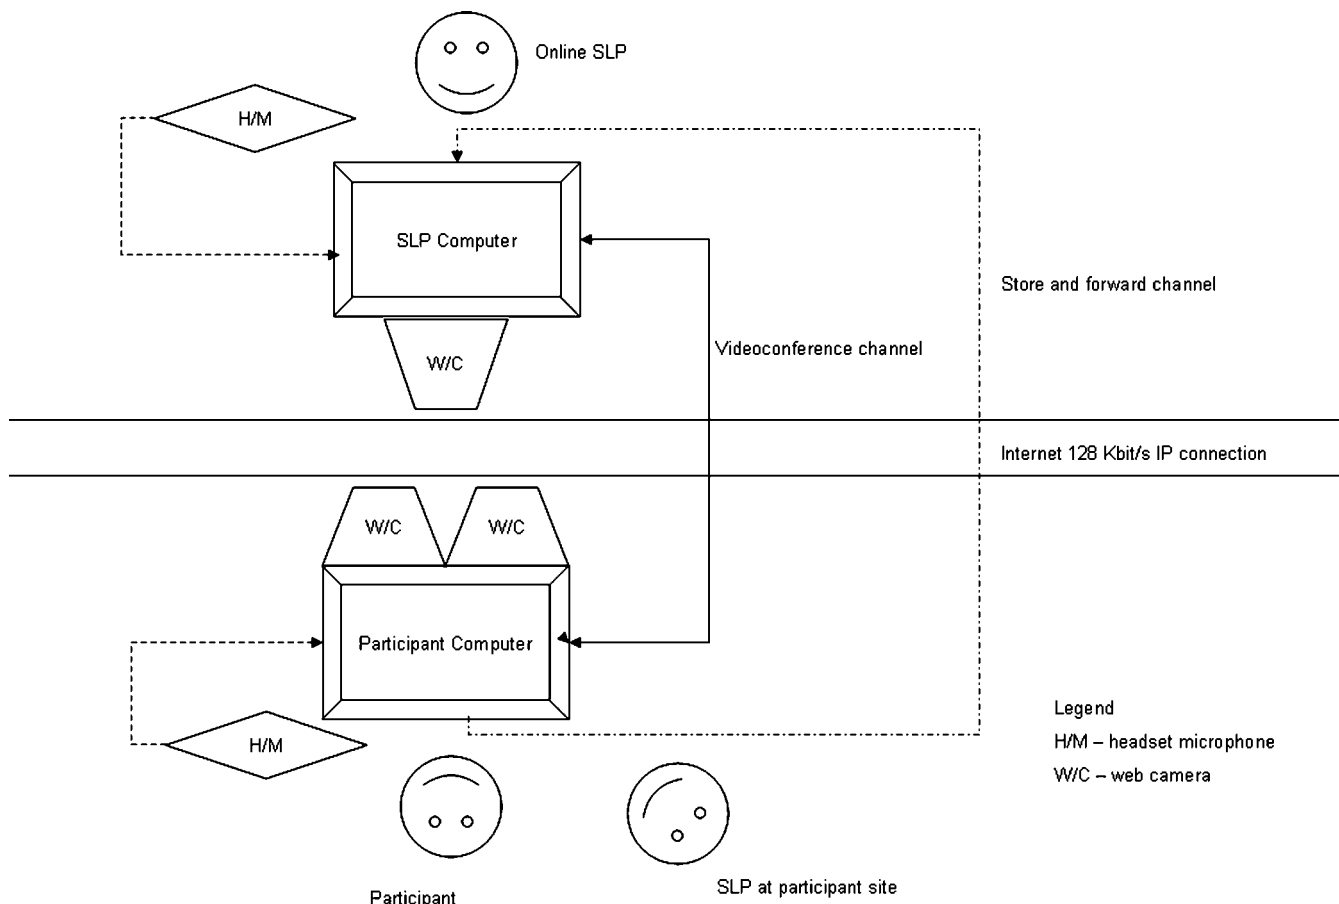 Online SLP
H/M
SLP Computer
Store and forward channel
Videoconference channel
W/C
Internet 128 Kbit/s IP connection
W/C
W/C
Participant Computer
Legend
H/M – headset microphone
H/M
W/C – web camera
SLP at participant site
Participant